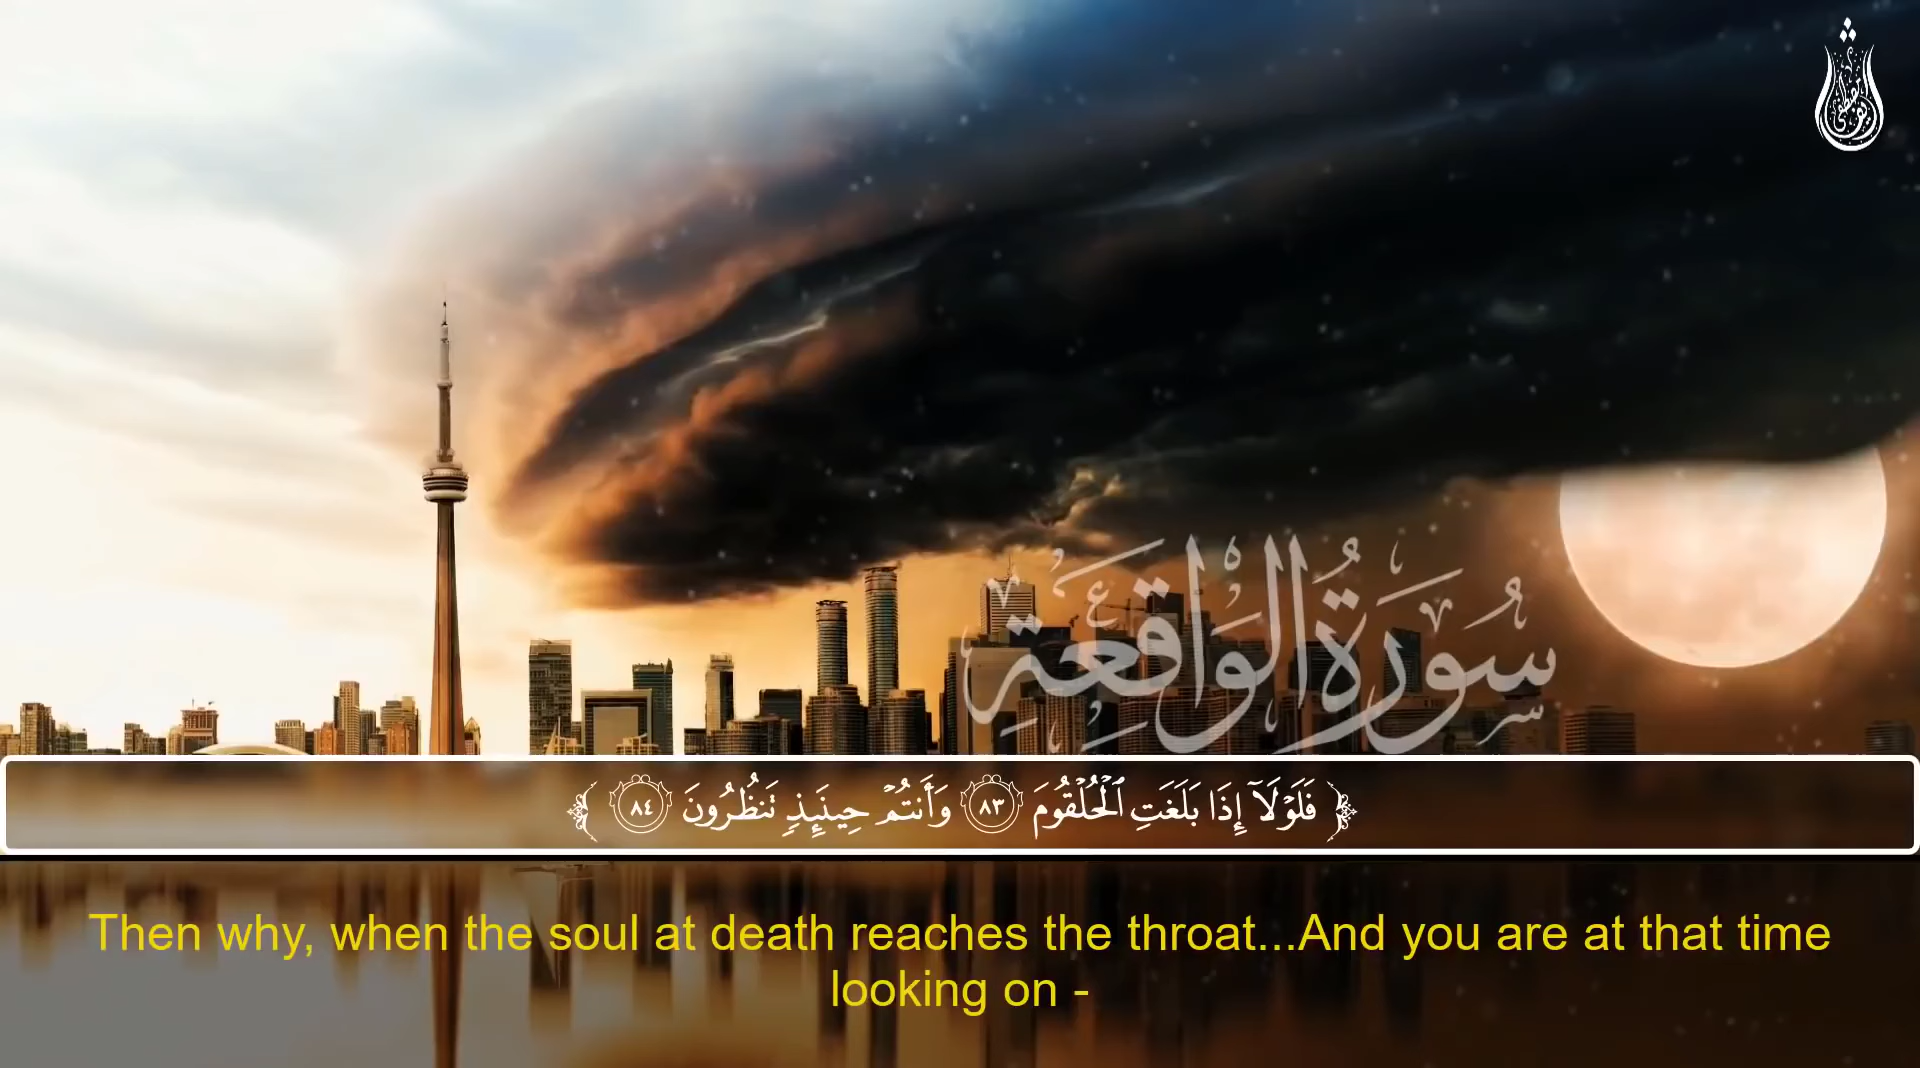 سُورَةُ الوَاقِعَةِ
﴿ فَلَوْلَآ إِذَا بَلَغَتِ ٱلْحُلْقُومَ ٨٣ وَأَنتُمْ حِينَئِذٍ تَنظُرُونَ ٨٤ ﴾
Then why, when the soul at death reaches the throat...And you are at that time
looking on -